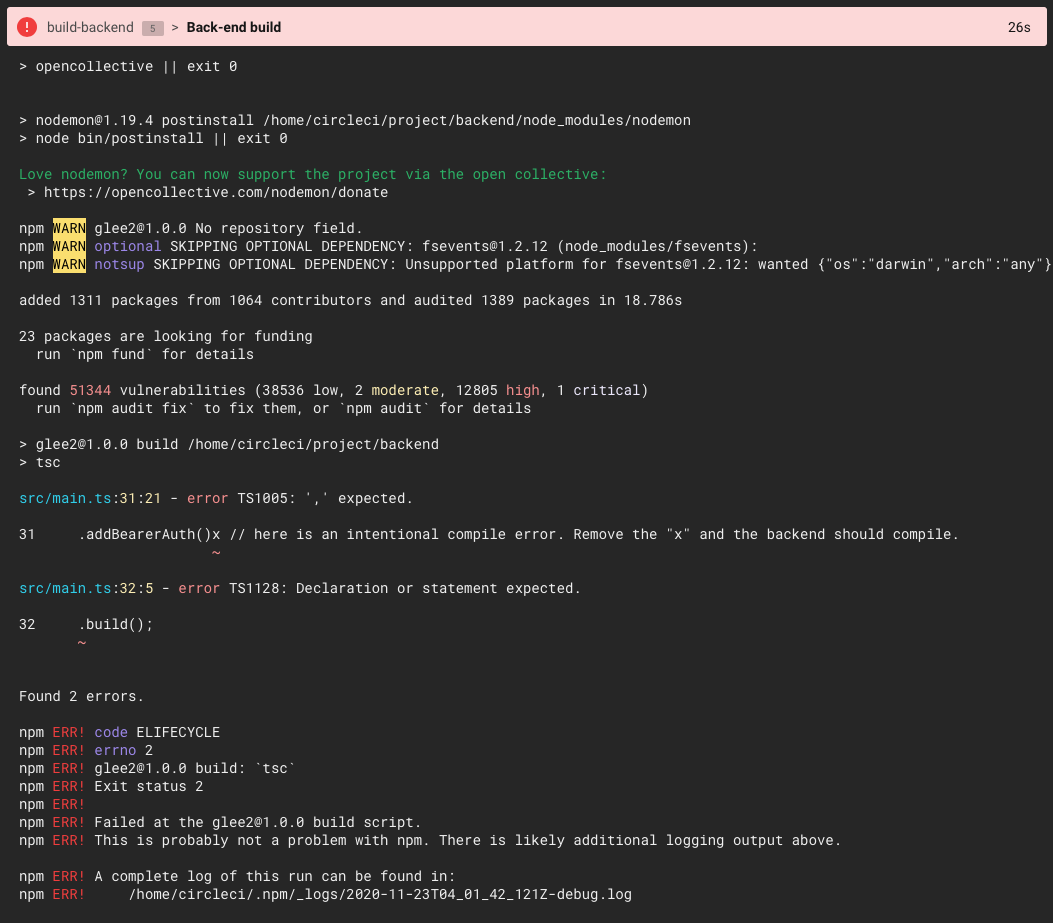 ! build-backend 5 > Back-end build 26s
> opencollective || exit 0
> nodemon@1.19.4 postinstall /home/circleci/project/backend/node_modules/nodemon
> node bin/postinstall || exit 0
Love nodemon? You can now support the project via the open collective:
 > https://opencollective.com/nodemon/donate
npm WARN glee2@1.0.0 No repository field.
npm WARN optional SKIPPING OPTIONAL DEPENDENCY: fsevents@1.2.12 (node_modules/fsevents):
npm WARN notsup SKIPPING OPTIONAL DEPENDENCY: Unsupported platform for fsevents@1.2.12: wanted {"os":"darwin","arch":"any"}
added 1311 packages from 1064 contributors and audited 1389 packages in 18.786s
23 packages are looking for funding
  run `npm fund` for details
found 51344 vulnerabilities (38536 low, 2 moderate, 12805 high, 1 critical)
  run `npm audit fix` to fix them, or `npm audit` for details
> glee2@1.0.0 build /home/circleci/project/backend
> tsc
src/main.ts:31:21 - error TS1005: ',' expected.
31     .addBearerAuth()x // here is an intentional compile error. Remove the "x" and the backend should compile.
~
src/main.ts:32:5 - error TS1128: Declaration or statement expected.
32     .build();
~
Found 2 errors.
npm ERR! code ELIFECYCLE
npm ERR! errno 2
npm ERR! glee2@1.0.0 build: `tsc`
npm ERR! Exit status 2
npm ERR!
npm ERR! Failed at the glee2@1.0.0 build script.
npm ERR! This is probably not a problem with npm. There is likely additional logging output above.
npm ERR! A complete log of this run can be found in:
npm ERR!     /home/circleci/.npm/_logs/2020-11-23T04_01_42_121Z-debug.log